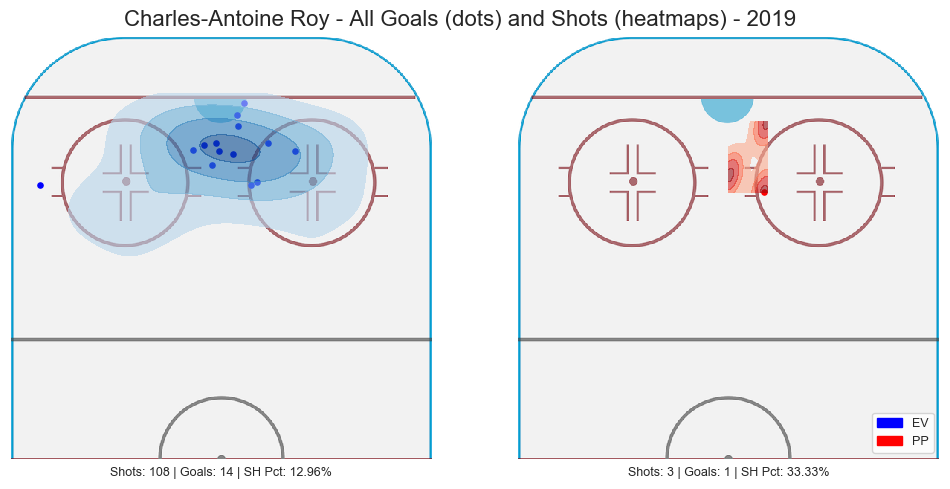 Charles-Antoine Roy - All Goals (dots) and Shots (heatmaps) - 2019
EV
PP
Shots: 108 | Goals: 14 | SH Pct: 12.96%
Shots: 3 | Goals: 1 | SH Pct: 33.33%